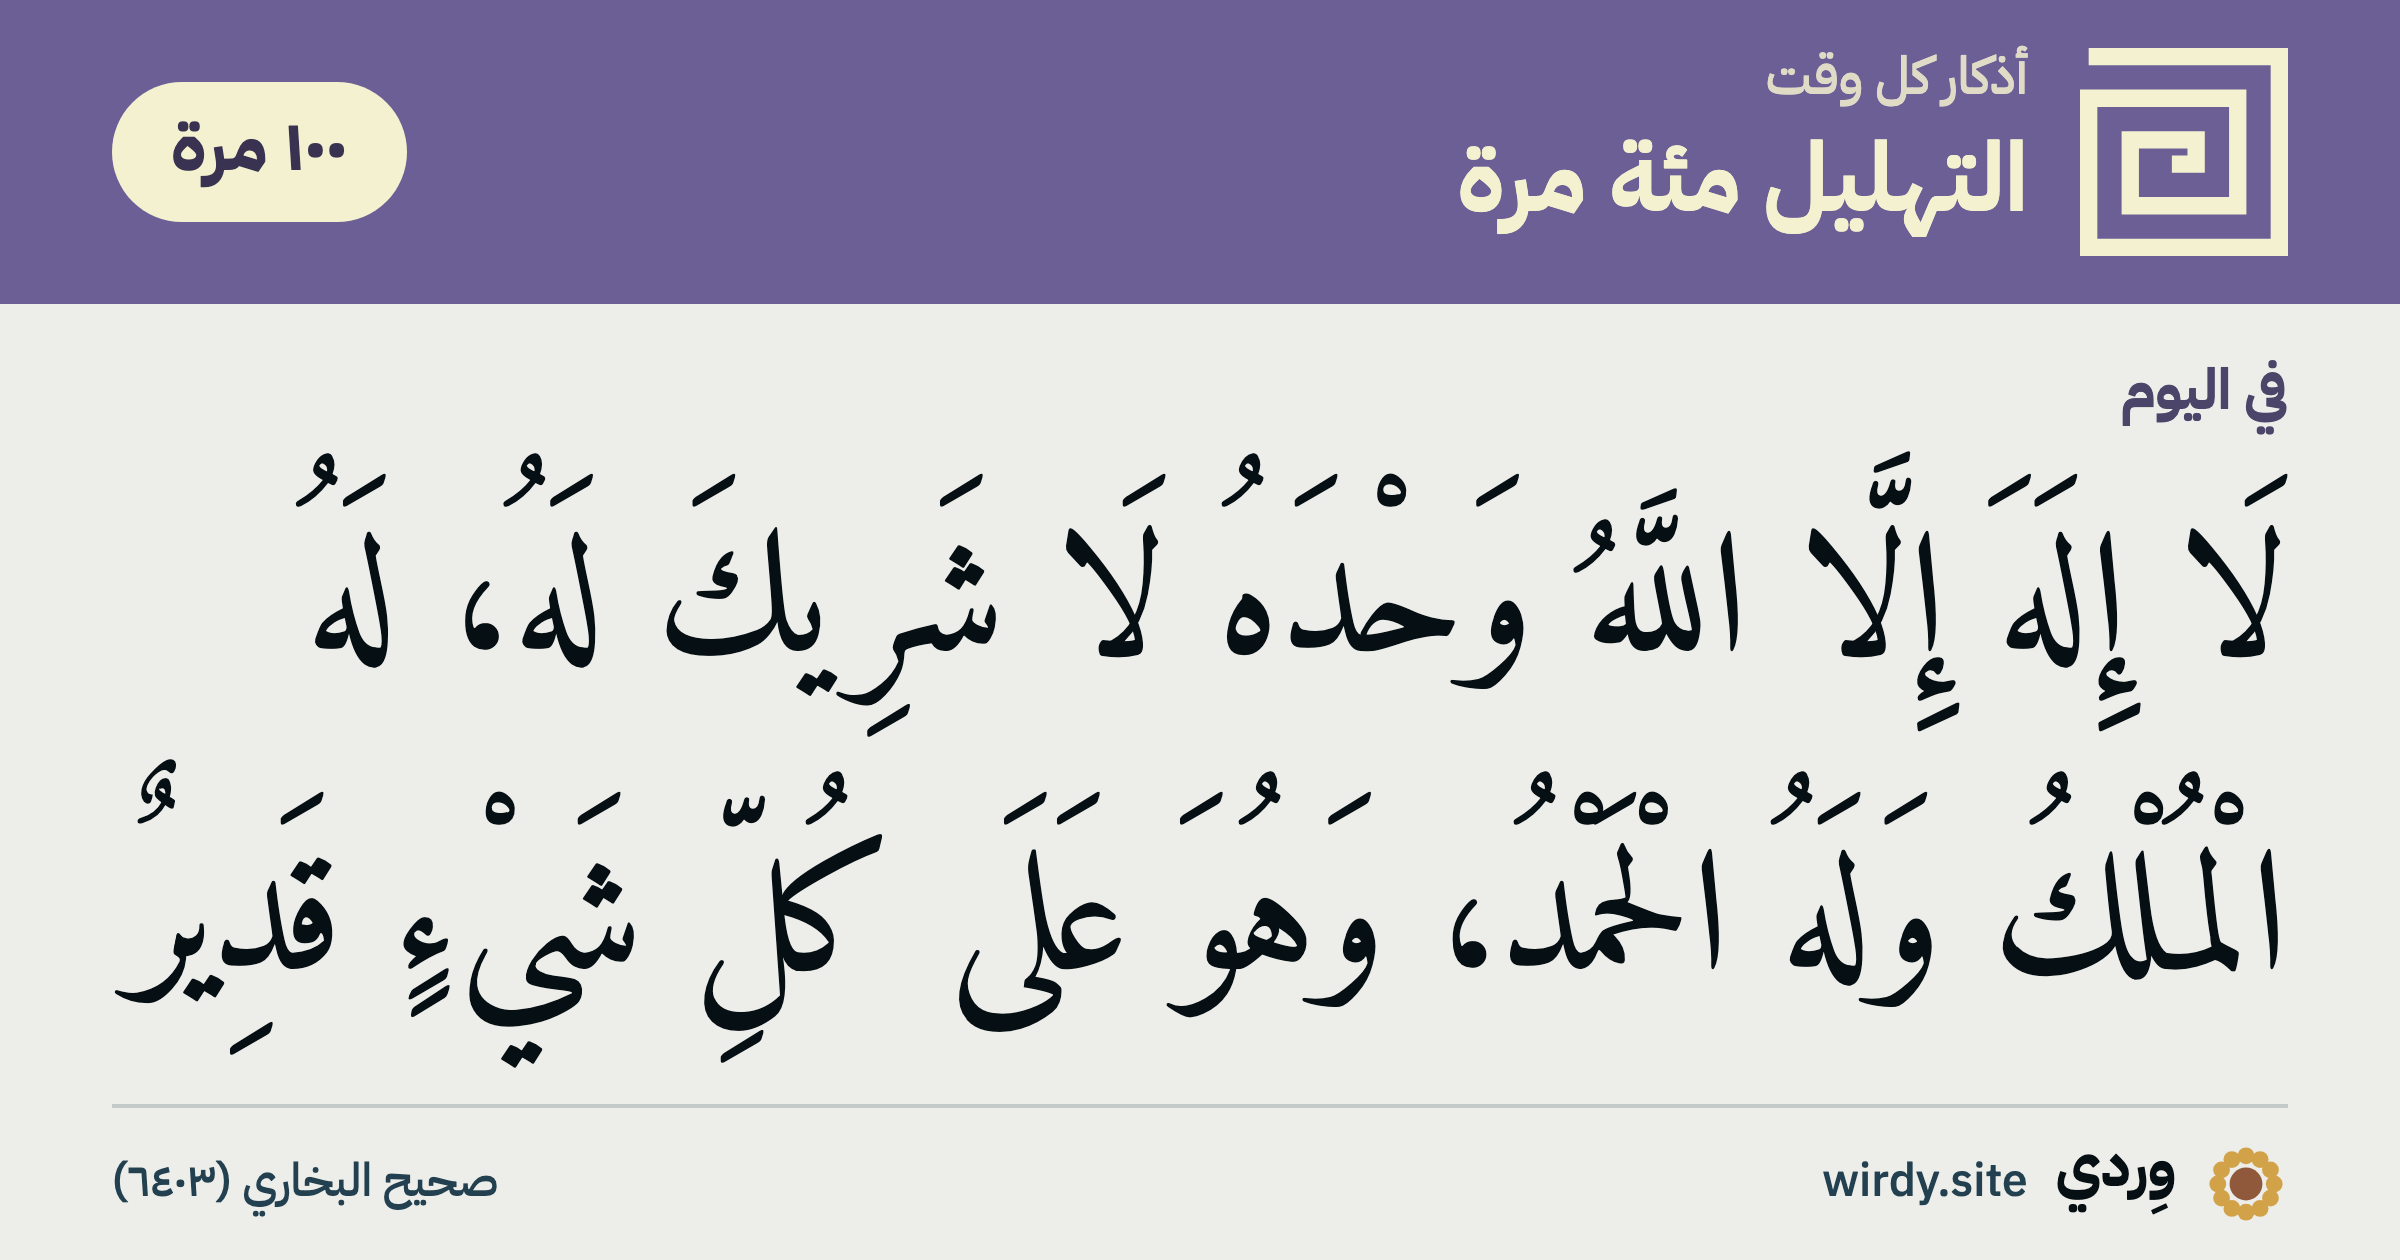 أذكار كل وقت
التهليل مئة مرة
١٠٠ مرة
في اليوم
لَا إِلَهَ إِلَّا اللَّهُ وَحْدَهُ لَا شَرِيكَ لَهُ، لَهُ
الْمُلْكُ وَلَهُ الْحَمْدُ، وَهُوَ عَلَى كُلِّ شَيْءٍ قَدِيرٌ
وِردي wirdy.site
صحيح البخاري (٦٤٠٣)